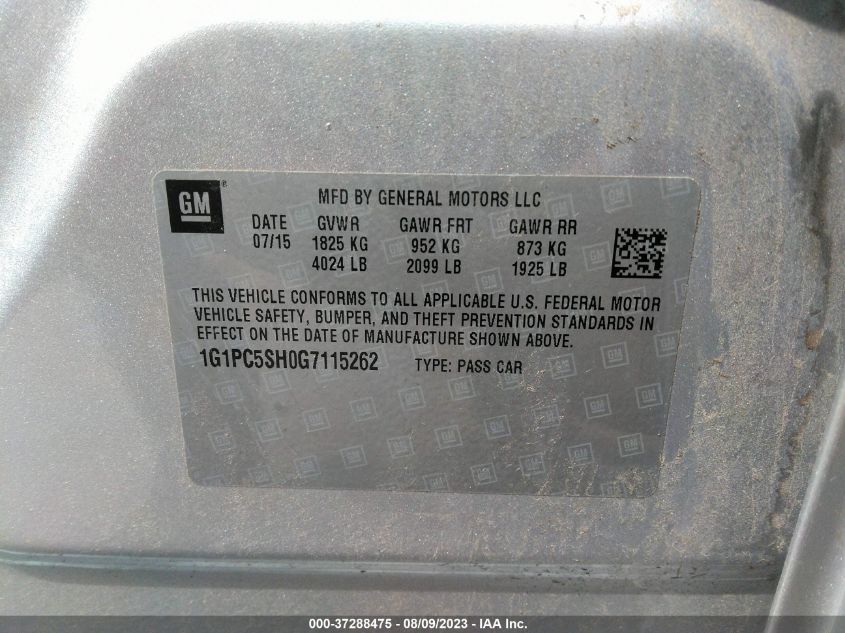 GM ®
MFD BY GENERAL MOTORS LLC
DATE GVWR GAWR FRT GAWR RR
07/15 1825 KG 952 KG 873 KG
4024 LB 2099 LB 1925 LB
THIS VEHICLE CONFORMS TO ALL APPLICABLE U.S. FEDERAL MOTOR
VEHICLE SAFETY, BUMPER, AND THEFT PREVENTION STANDARDS IN
EFFECT ON THE DATE OF MANUFACTURE SHOWN ABOVE.
1G1PC5SH0G7115262 TYPE: PASS CAR
000-37288475 - 08/09/2023 - IAA Inc.